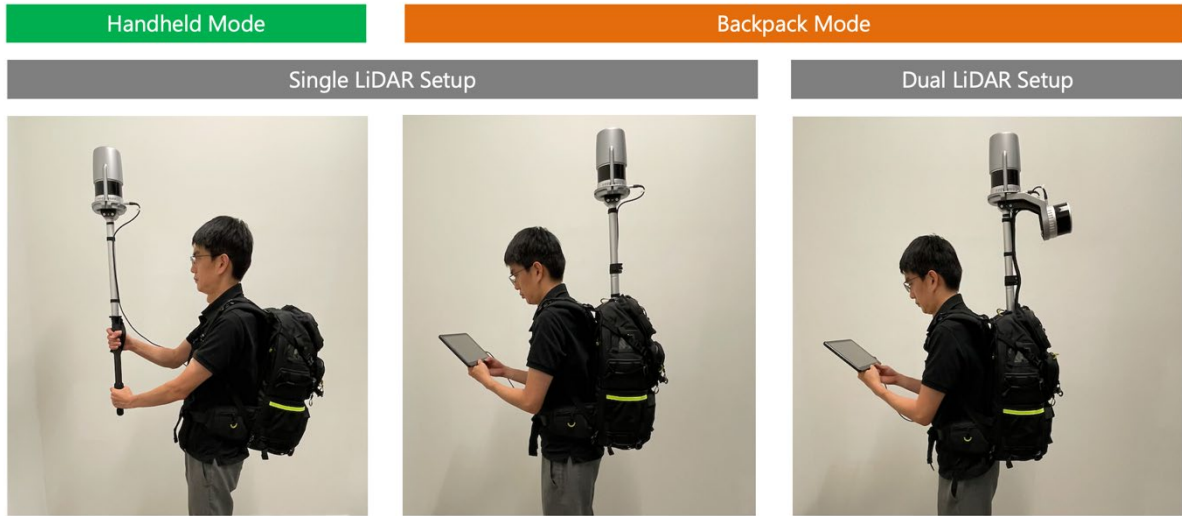 Handheld Mode
Backpack Mode
Single LiDAR Setup
Dual LiDAR Setup